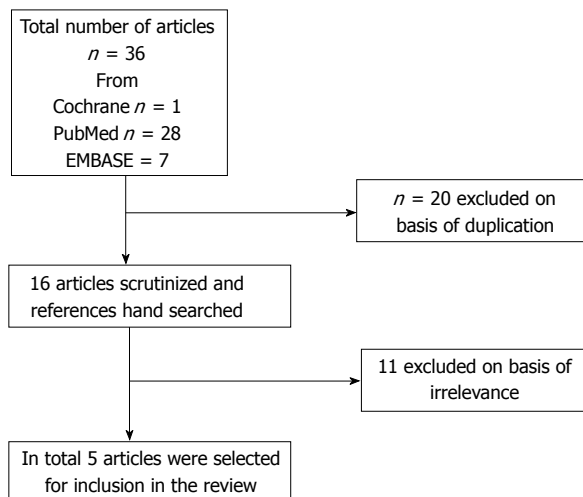 Total number of articles
n = 36
From
Cochrane n = 1
PubMed n = 28
EMBASE = 7
n = 20 excluded on
basis of duplication
16 articles scrutinized and
references hand searched
11 excluded on basis of
irrelevance
In total 5 articles were selected
for inclusion in the review